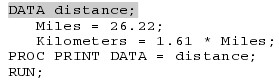 DATA distance;
   Miles = 26.22;
   Kilometers = 1.61 * Miles;
PROC PRINT DATA = distance;
RUN;